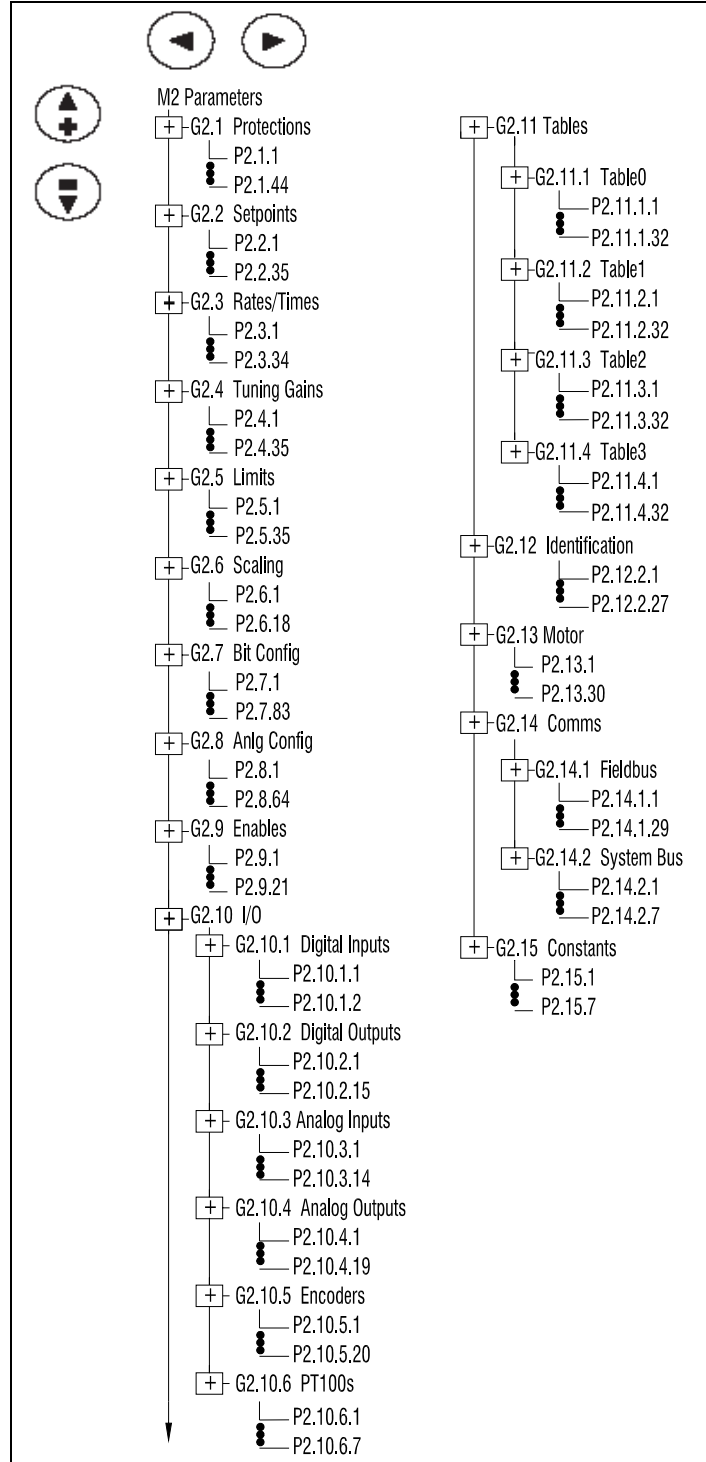 M2 Parameters
G2.1 Protections
P2.1.1
P2.1.44
G2.2 Setpoints
P2.2.1
P2.2.35
G2.3 Rates/Times
P2.3.1
P2.3.34
G2.4 Tuning Gains
P2.4.1
P2.4.35
G2.5 Limits
P2.5.1
P2.5.35
G2.6 Scaling
P2.6.1
P2.6.18
G2.7 Bit Config
P2.7.1
P2.7.83
G2.8 Anlg Config
P2.8.1
P2.8.64
G2.9 Enables
P2.9.1
P2.9.21
G2.10 I/O
G2.10.1 Digital Inputs
P2.10.1.1
P2.10.1.2
G2.10.2 Digital Outputs
P2.10.2.1
P2.10.2.15
G2.10.3 Analog Inputs
P2.10.3.1
P2.10.3.14
G2.10.4 Analog Outputs
P2.10.4.1
P2.10.4.19
G2.10.5 Encoders
P2.10.5.1
P2.10.5.20
G2.10.6 PT100s
P2.10.6.1
P2.10.6.7
G2.11 Tables
G2.11.1 Table0
P2.11.1.1
P2.11.1.32
G2.11.2 Table1
P2.11.2.1
P2.11.2.32
G2.11.3 Table2
P2.11.3.1
P2.11.3.32
G2.11.4 Table3
P2.11.4.1
P2.11.4.32
G2.12 Identification
P2.12.2.1
P2.12.2.27
G2.13 Motor
P2.13.1
P2.13.30
G2.14 Comms
G2.14.1 Fieldbus
P2.14.1.1
P2.14.1.29
G2.14.2 System Bus
P2.14.2.1
P2.14.2.7
G2.15 Constants
P2.15.1
P2.15.7